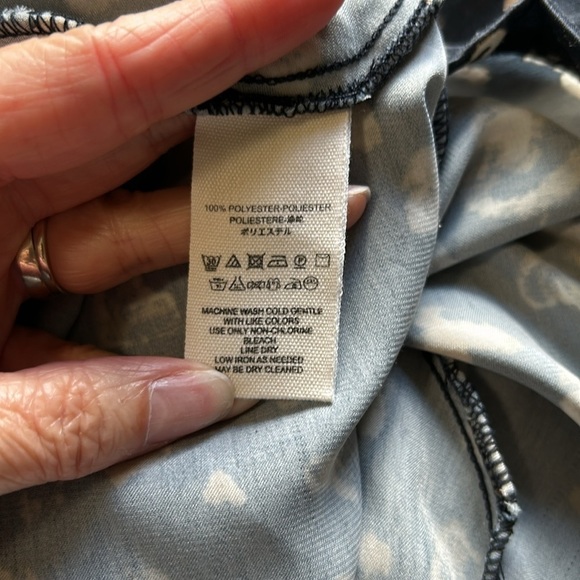 100% POLYESTER-POLIESTER
POLIESTERE-涤纶
ポリエステル
MACHINE WASH COLD GENTLE
WITH LIKE COLORS
USE ONLY NON-CHLORINE
BLEACH
LINE DRY
LOW IRON AS NEEDED
MAY BE DRY CLEANED